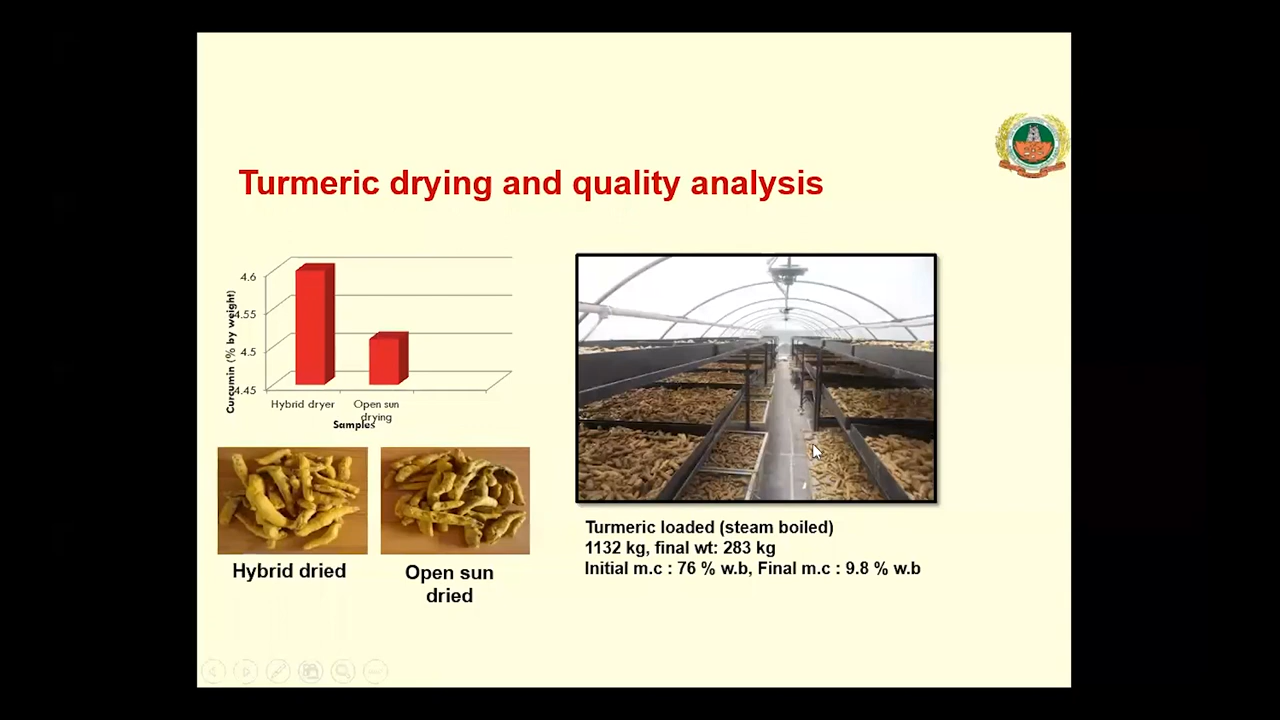 Turmeric drying and quality analysis
Curcumin (% by weight)
4.6
4.55
4.5
4.45
Hybrid dryer
Open sun
drying
Samples
Hybrid dried
Open sun
dried
Turmeric loaded (steam boiled)
1132 kg, final wt: 283 kg
Initial m.c : 76 % w.b, Final m.c : 9.8 % w.b